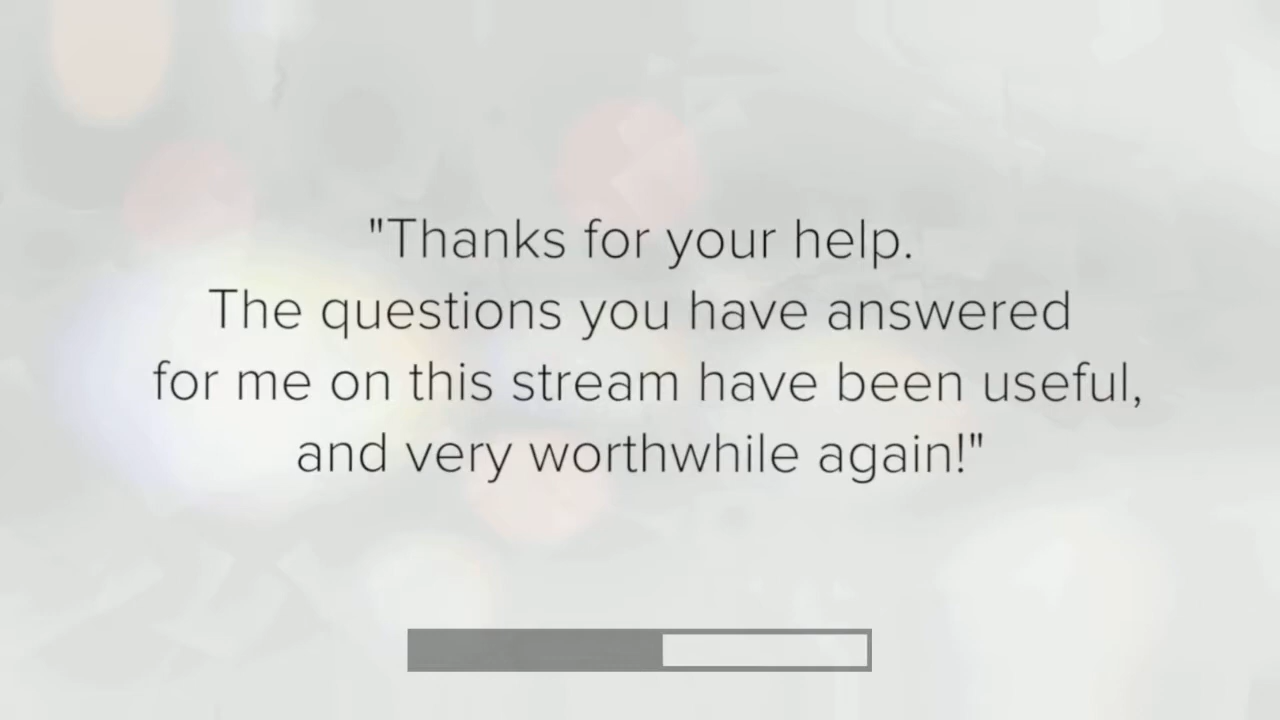 "Thanks for your help.
The questions you have answered
for me on this stream have been useful,
and very worthwhile again!"